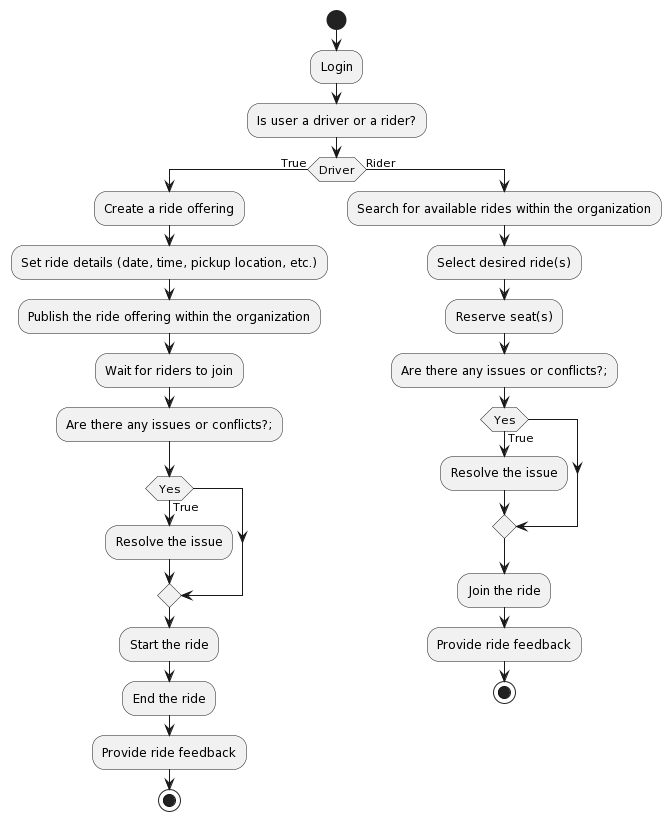 Login
Is user a driver or a rider?
True
Driver
Rider
Create a ride offering
Set ride details (date, time, pickup location, etc.)
Publish the ride offering within the organization
Wait for riders to join
Are there any issues or conflicts?;
Yes
True
Resolve the issue
Start the ride
End the ride
Provide ride feedback
Search for available rides within the organization
Select desired ride(s)
Reserve seat(s)
Are there any issues or conflicts?;
Yes
True
Resolve the issue
Join the ride
Provide ride feedback